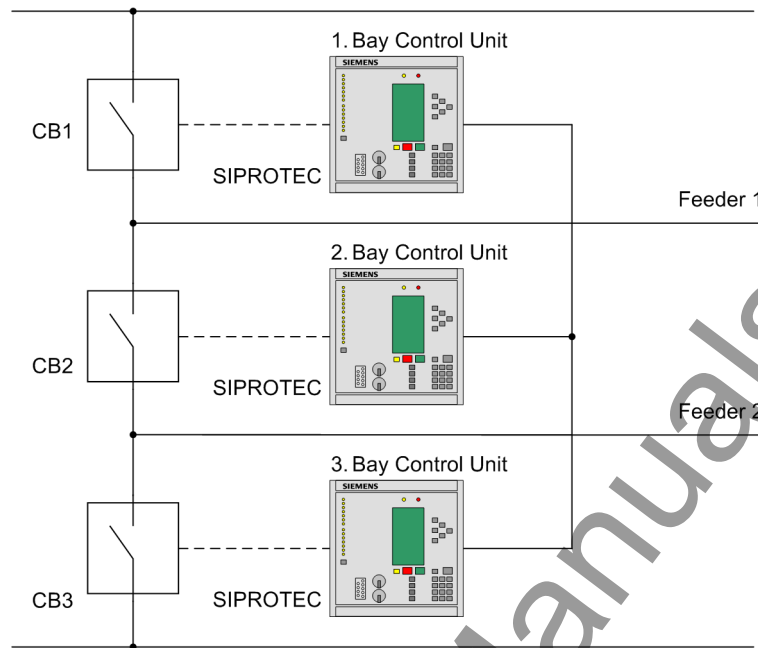 1. Bay Control Unit
SIEMENS
CB1
SIPROTEC
Feeder 1
2. Bay Control Unit
SIEMENS
CB2
SIPROTEC
Feeder 2
3. Bay Control Unit
SIEMENS
CB3
SIPROTEC
Manuals